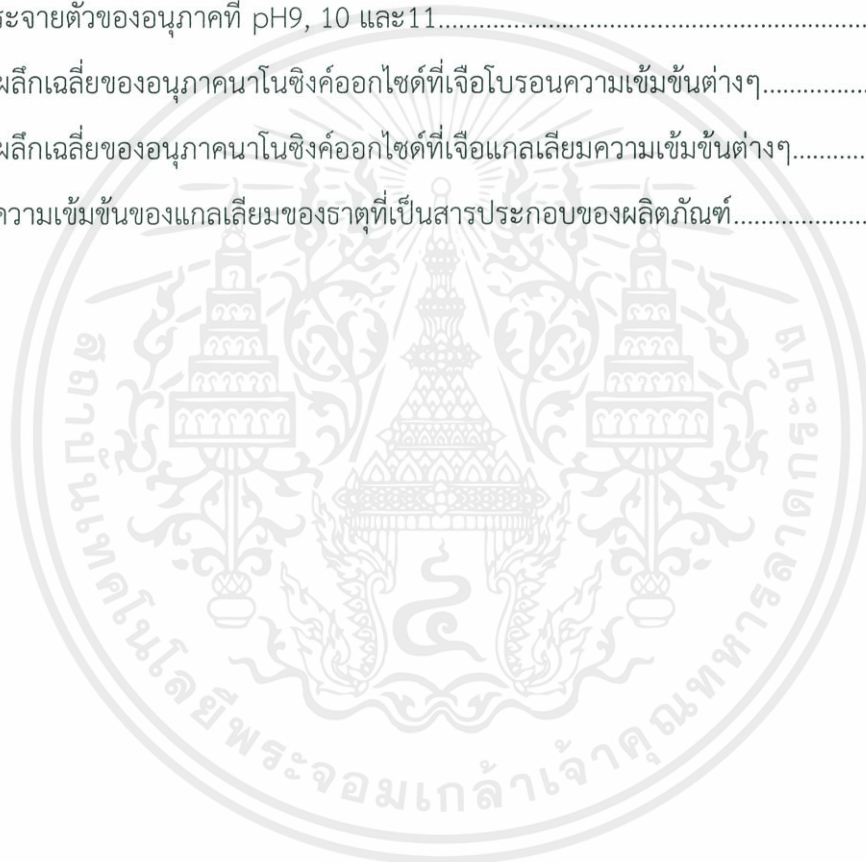 ระจายตัวของอนุภาคที่ pH9, 10 และ11
ผลึกเฉลี่ยของอนุภาคนาโนซิงค์ออกไซด์ที่เจือโบรอนความเข้มข้นต่างๆ
ผลึกเฉลี่ยของอนุภาคนาโนซิงค์ออกไซด์ที่เจือแกลเลียมความเข้มข้นต่างๆ
ความเข้มข้นของแกลเลียมของธาตุที่เป็นสารประกอบของผลิตภัณฑ์
สถาบันเทคโนโลยีพระจอมเกล้าเจ้าคุณทหารลาดกระบัง